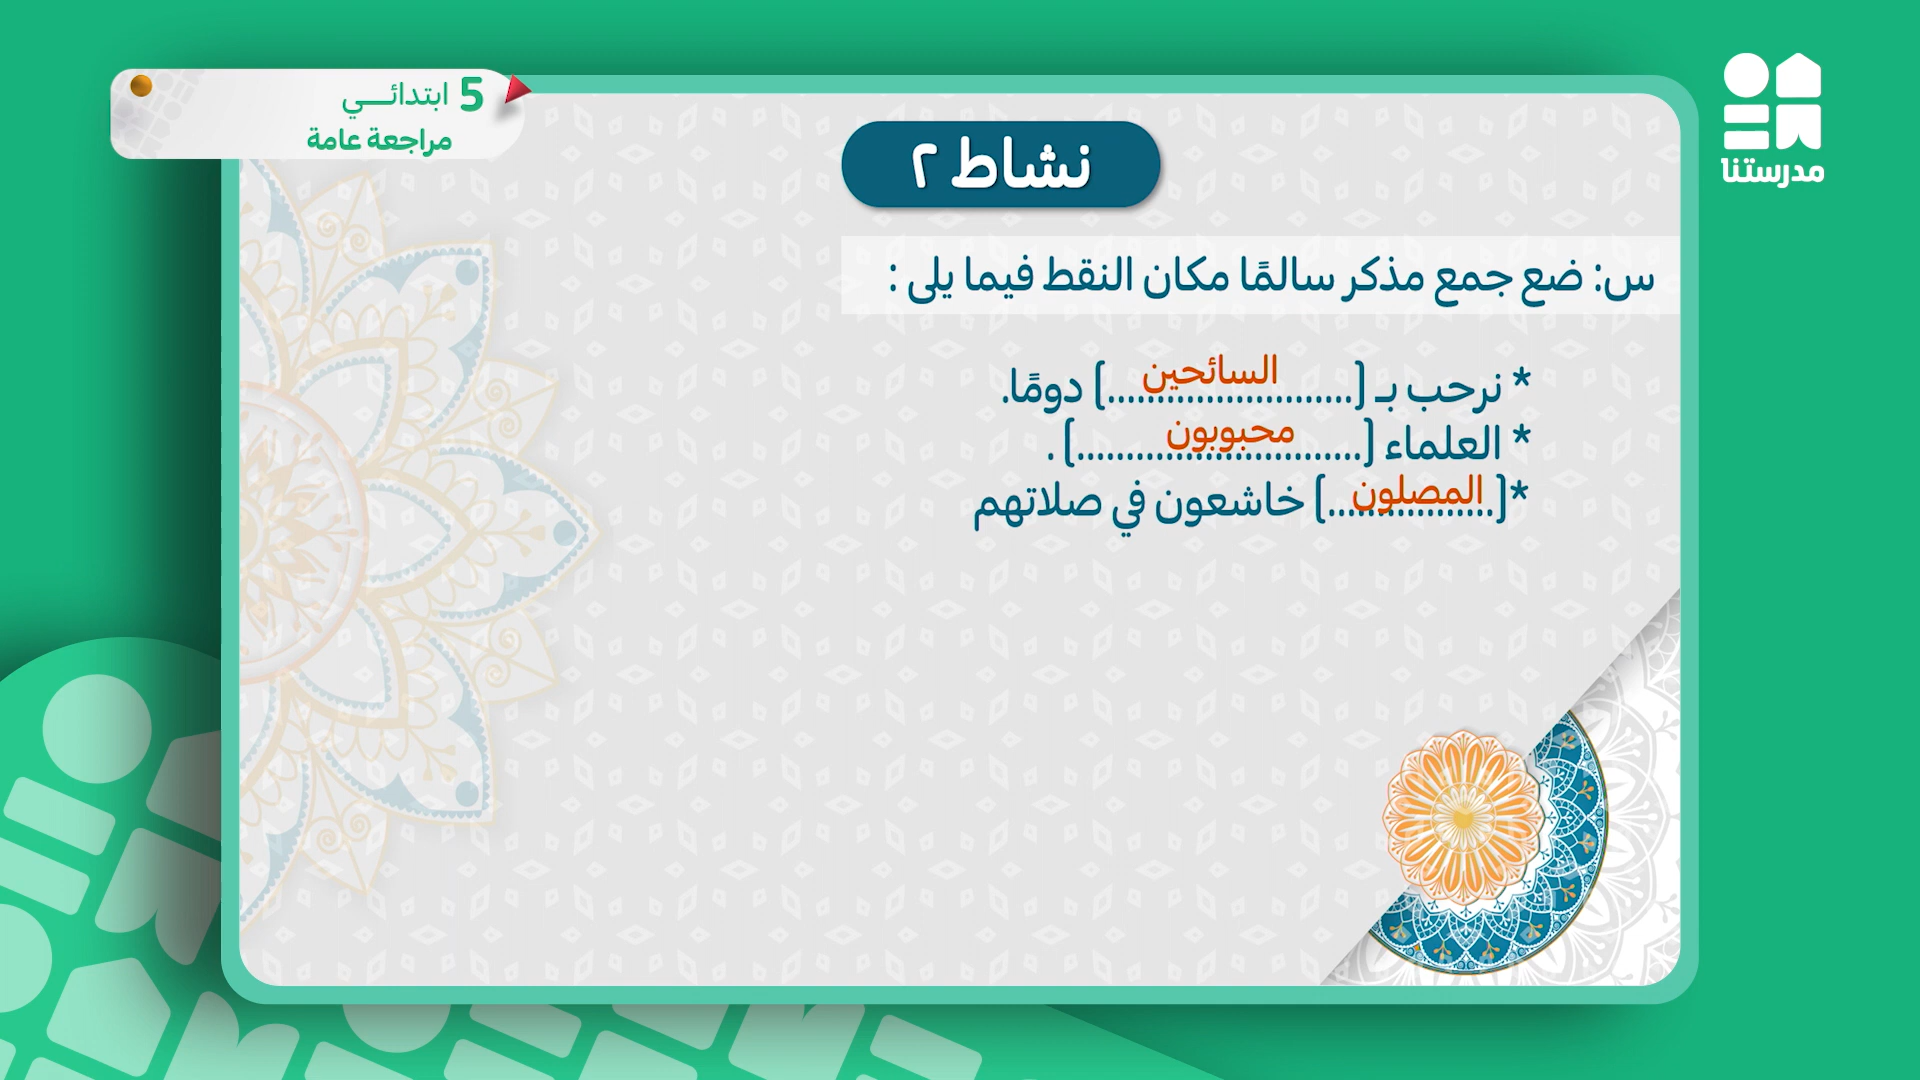 5 ابتدائي
مراجعة عامة
مدرستنا
نشاط ٢
س: ضع جمع مذكر سالمًا مكان النقط فيما يلى :
* نرحب بـ (.........السائحين.........) دومًا.
* العلماء (.........محبوبون.........) .
*(......المصلون......) خاشعون في صلاتهم